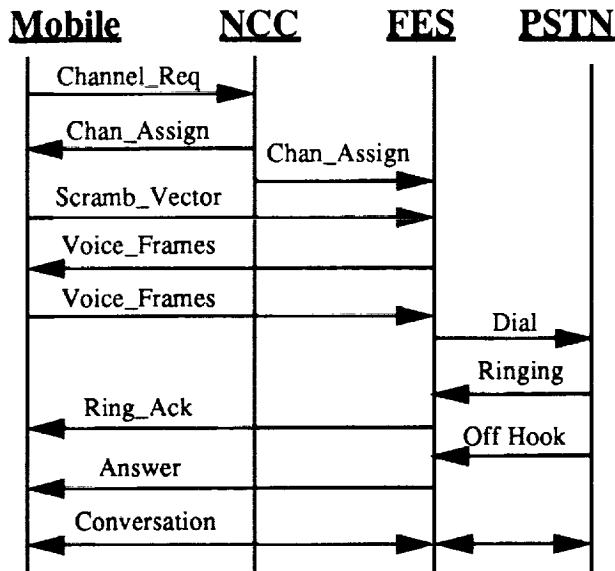 Mobile NCC FES PSTN
Channel_Req
Chan_Assign
Chan_Assign
Scramb_Vector
Voice_Frames
Voice_Frames
Dial
Ringing
Ring_Ack
Off Hook
Answer
Conversation